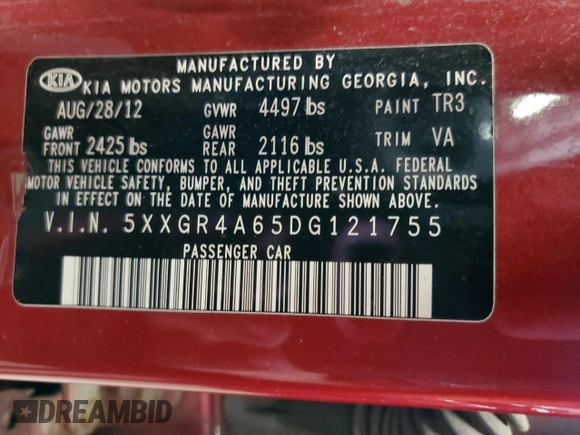 MANUFACTURED BY
KIA KIA MOTORS MANUFACTURING GEORGIA, INC.
AUG/28/12 GVWR 4497 lbs PAINT TR3
GAWR FRONT 2425 lbs GAWR REAR 2116 lbs TRIM VA
THIS VEHICLE CONFORMS TO ALL APPLICABLE U.S.A. FEDERAL
MOTOR VEHICLE SAFETY, BUMPER, AND THEFT PREVENTION STANDARDS
IN EFFECT ON THE DATE OF MANUFACTURE SHOWN ABOVE.
V.I.N. 5XXGR4A65DG121755
PASSENGER CAR
DREAMBID